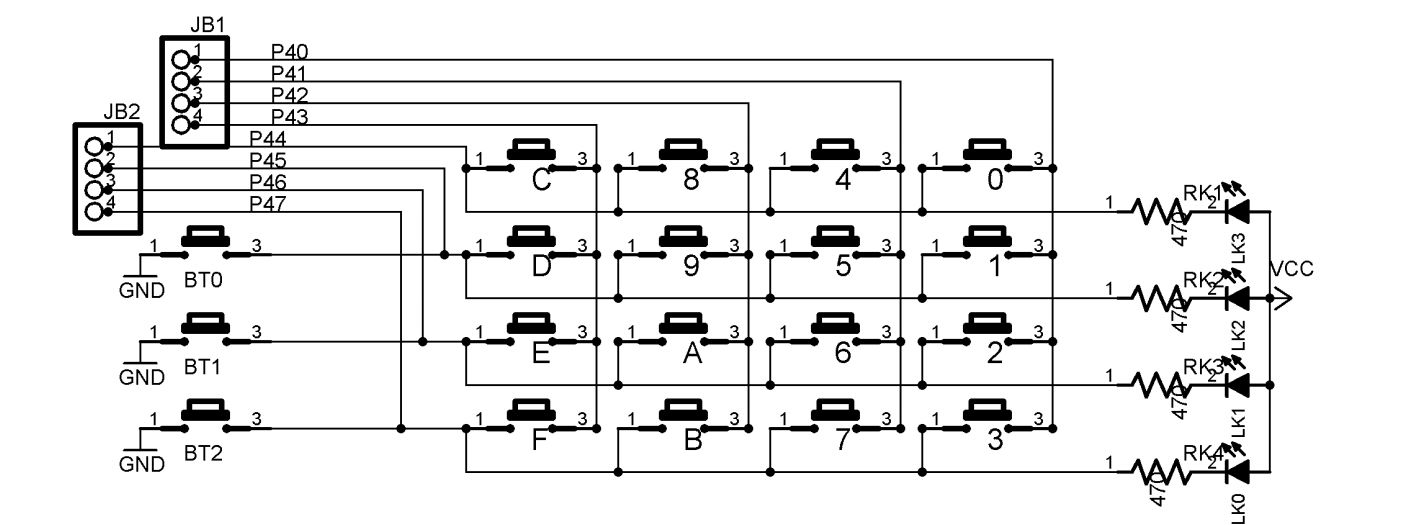 JB1
1 P40
2 P41
3 P42
4 P43
JB2
1 P44
2 P45
3 P46
4 P47
1 C 3 1 8 3 1 4 3 1 0 3
1 RK1 2 470 LK3
1 BT0 3 GND
1 D 3 1 9 3 1 5 3 1 1 3
1 RK2 2 470 LK2
VCC
1 BT1 3 GND
1 E 3 1 A 3 1 6 3 1 2 3
1 RK3 2 470 LK1
1 BT2 3 GND
1 F 3 1 B 3 1 7 3 1 3 3
1 RK4 2 470 LK0